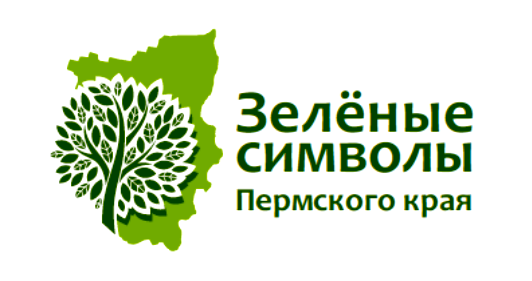 Зелёные
символы
Пермского края